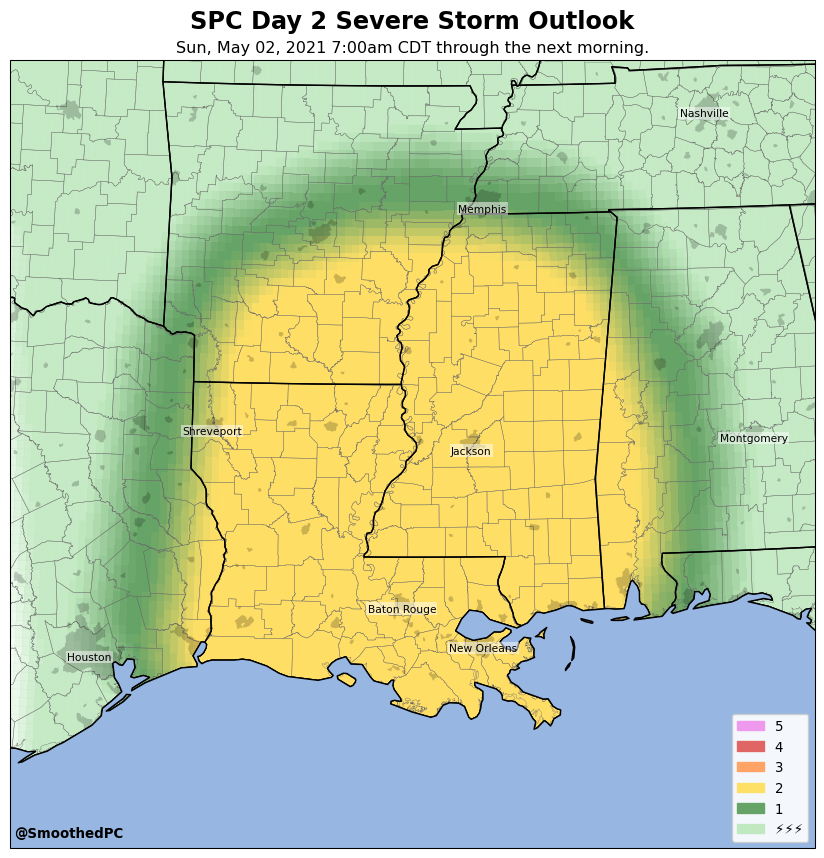 SPC Day 2 Severe Storm Outlook
Sun, May 02, 2021 7:00am CDT through the next morning.
Nashville
Memphis
Shreveport
Montgomery
Jackson
Baton Rouge
New Orleans
Houston
5
4
3
2
1
⚡⚡⚡
@SmoothedPC